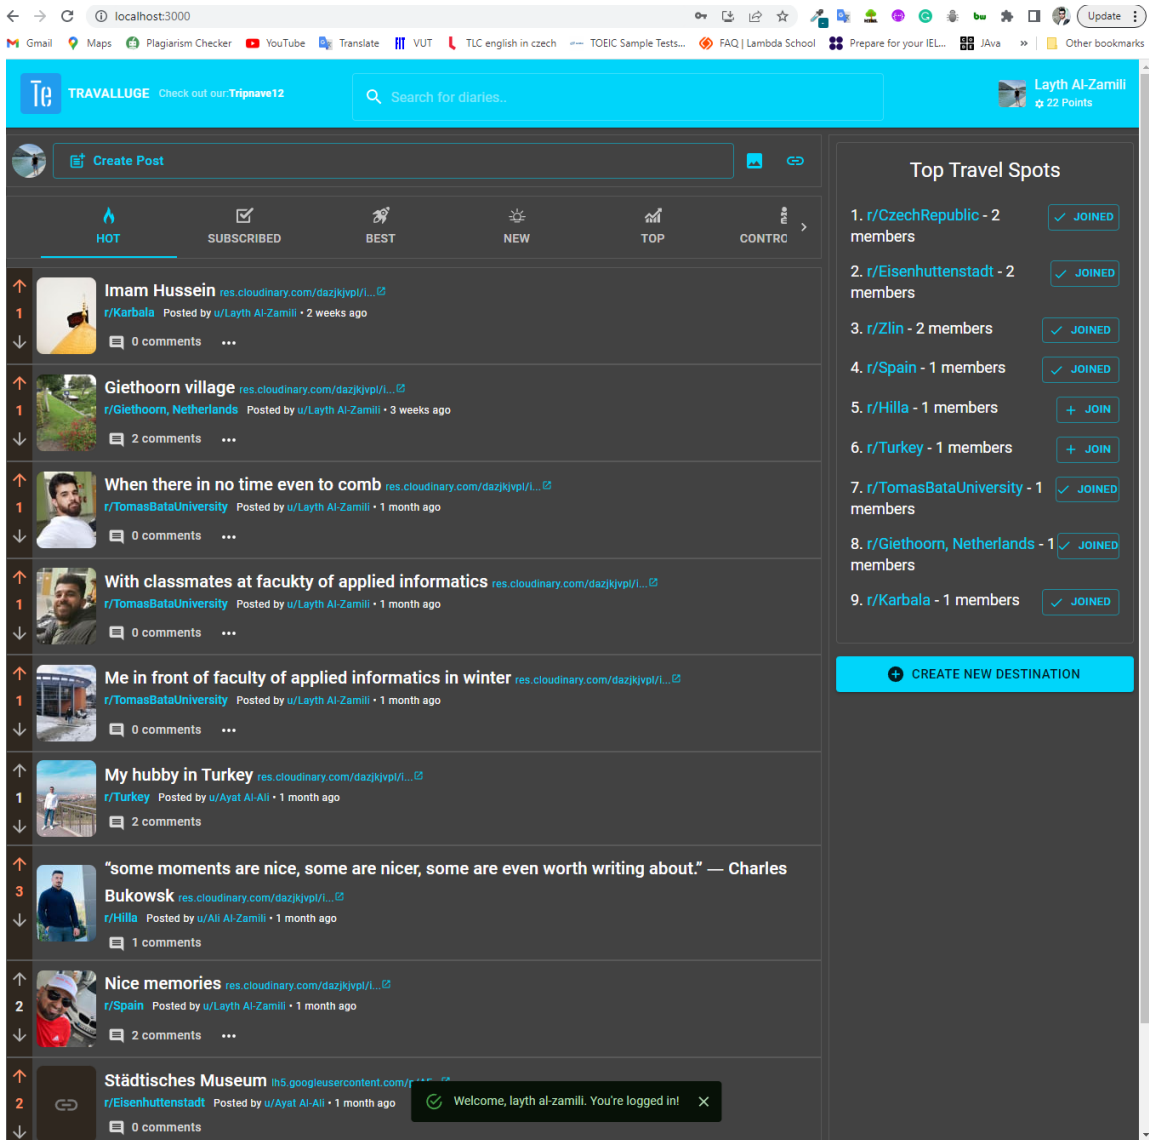 localhost:3000
Update
Gmail
Maps
Plagiarism Checker
YouTube
Translate
VUT
TLC english in czech
TOEIC Sample Tests...
FAQ | Lambda School
Prepare for your IEL...
JAva
»
Other bookmarks
Te
TRAVALLUGE Check out our:Tripnave12
Search for diaries..
Layth Al-Zamili
22 Points
Create Post
HOT
SUBSCRIBED
BEST
NEW
TOP
CONTRO
1
Imam Hussein res.cloudinary.com/dazjkjvpl/i...
r/Karbala Posted by u/Layth Al-Zamili • 2 weeks ago
0 comments
1
Giethoorn village res.cloudinary.com/dazjkjvpl/i...
r/Giethoorn, Netherlands Posted by u/Layth Al-Zamili • 3 weeks ago
2 comments
1
When there in no time even to comb res.cloudinary.com/dazjkjvpl/i...
r/TomasBataUniversity Posted by u/Layth Al-Zamili • 1 month ago
0 comments
1
With classmates at facukty of applied informatics res.cloudinary.com/dazjkjvpl/i...
r/TomasBataUniversity Posted by u/Layth Al-Zamili • 1 month ago
0 comments
1
Me in front of faculty of applied informatics in winter res.cloudinary.com/dazjkjvpl/i...
r/TomasBataUniversity Posted by u/Layth Al-Zamili • 1 month ago
0 comments
1
My hubby in Turkey res.cloudinary.com/dazjkjvpl/i...
r/Turkey Posted by u/Ayat Al-Ali • 1 month ago
2 comments
3
“some moments are nice, some are nicer, some are even worth writing about.” — Charles
Bukowsk res.cloudinary.com/dazjkjvpl/i...
r/Hilla Posted by u/Ali Al-Zamili • 1 month ago
1 comments
2
Nice memories res.cloudinary.com/dazjkjvpl/i...
r/Spain Posted by u/Layth Al-Zamili • 1 month ago
2 comments
2
Städtisches Museum lh5.googleusercontent.com/
r/Eisenhuttenstadt Posted by u/Ayat Al-Ali • 1 month ago
0 comments
Top Travel Spots
1. r/CzechRepublic - 2
members
JOINED
2. r/Eisenhuttenstadt - 2
members
JOINED
3. r/Zlin - 2 members
JOINED
4. r/Spain - 1 members
JOINED
5. r/Hilla - 1 members
JOIN
6. r/Turkey - 1 members
JOIN
7. r/TomasBataUniversity - 1
members
JOINED
8. r/Giethoorn, Netherlands - 1
members
JOINED
9. r/Karbala - 1 members
JOINED
CREATE NEW DESTINATION
Welcome, layth al-zamili. You're logged in!